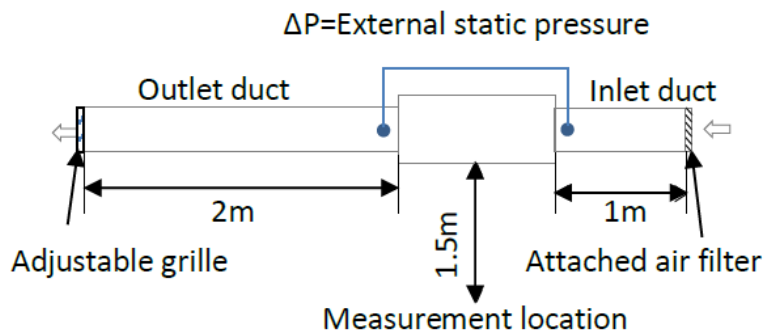 ΔP=External static pressure
Outlet duct
Inlet duct
2m
1.5m
1m
Adjustable grille
Attached air filter
Measurement location